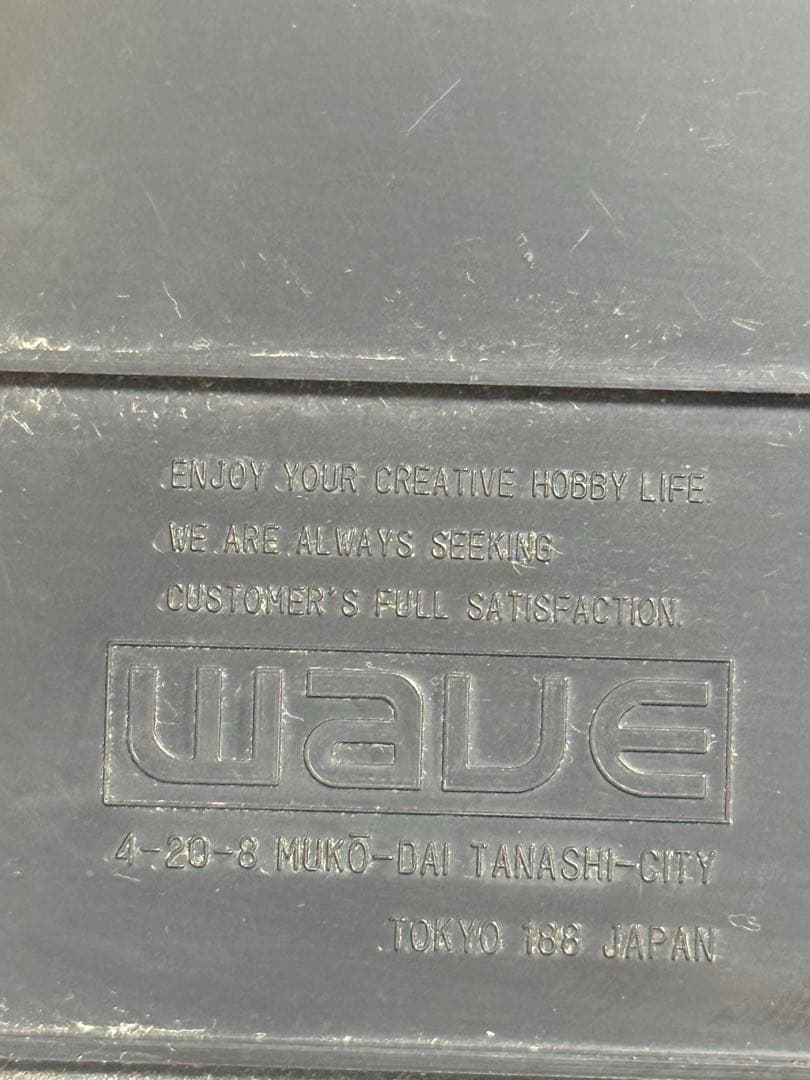 ENJOY YOUR CREATIVE HOBBY LIFE.
WE ARE ALWAYS SEEKING
CUSTOMER'S FULL SATISFACTION.
wave
4-20-8 MUKŌ-DAI TANASHI-CITY
TOKYO 188 JAPAN